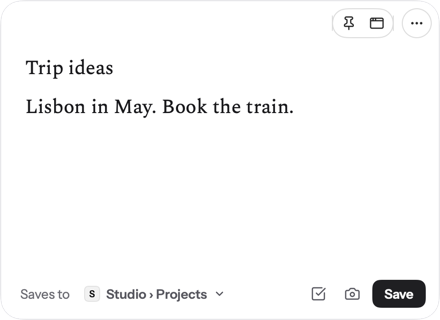 Trip ideas
Lisbon in May. Book the train.
Saves to S Studio › Projects
Save